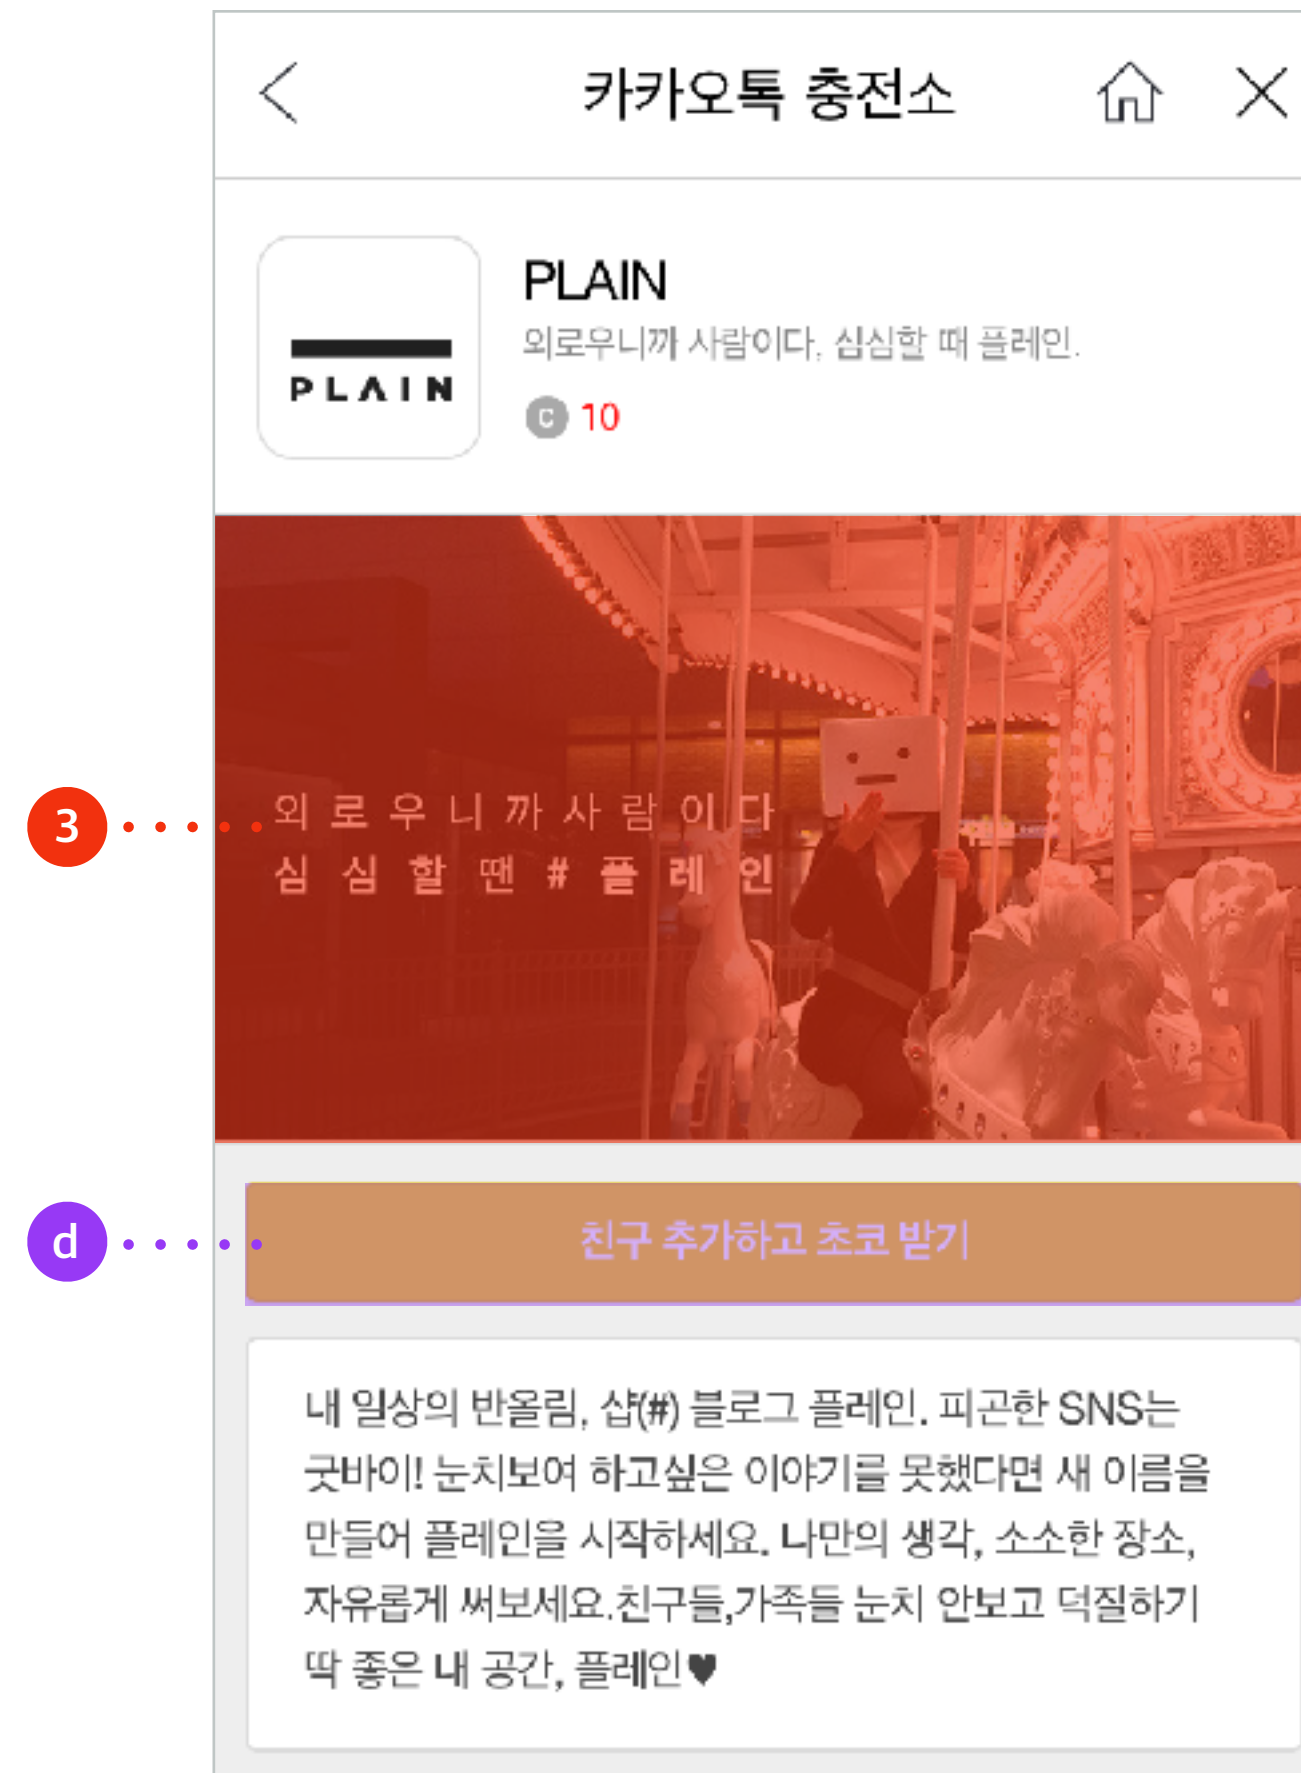 카카오톡 충전소
PLAIN
PLAIN
외로우니까 사람이다, 심심할 때 플레인.
C 10
3
외로우니까사람이다
심심할땐#플레인
d
친구 추가하고 초코 받기
내 일상의 반올림, 샵(#) 블로그 플레인. 피곤한 SNS는
굿바이! 눈치보여 하고싶은 이야기를 못했다면 새 이름을
만들어 플레인을 시작하세요. 나만의 생각, 소소한 장소,
자유롭게 써보세요.친구들,가족들 눈치 안보고 덕질하기
딱 좋은 내 공간, 플레인♥